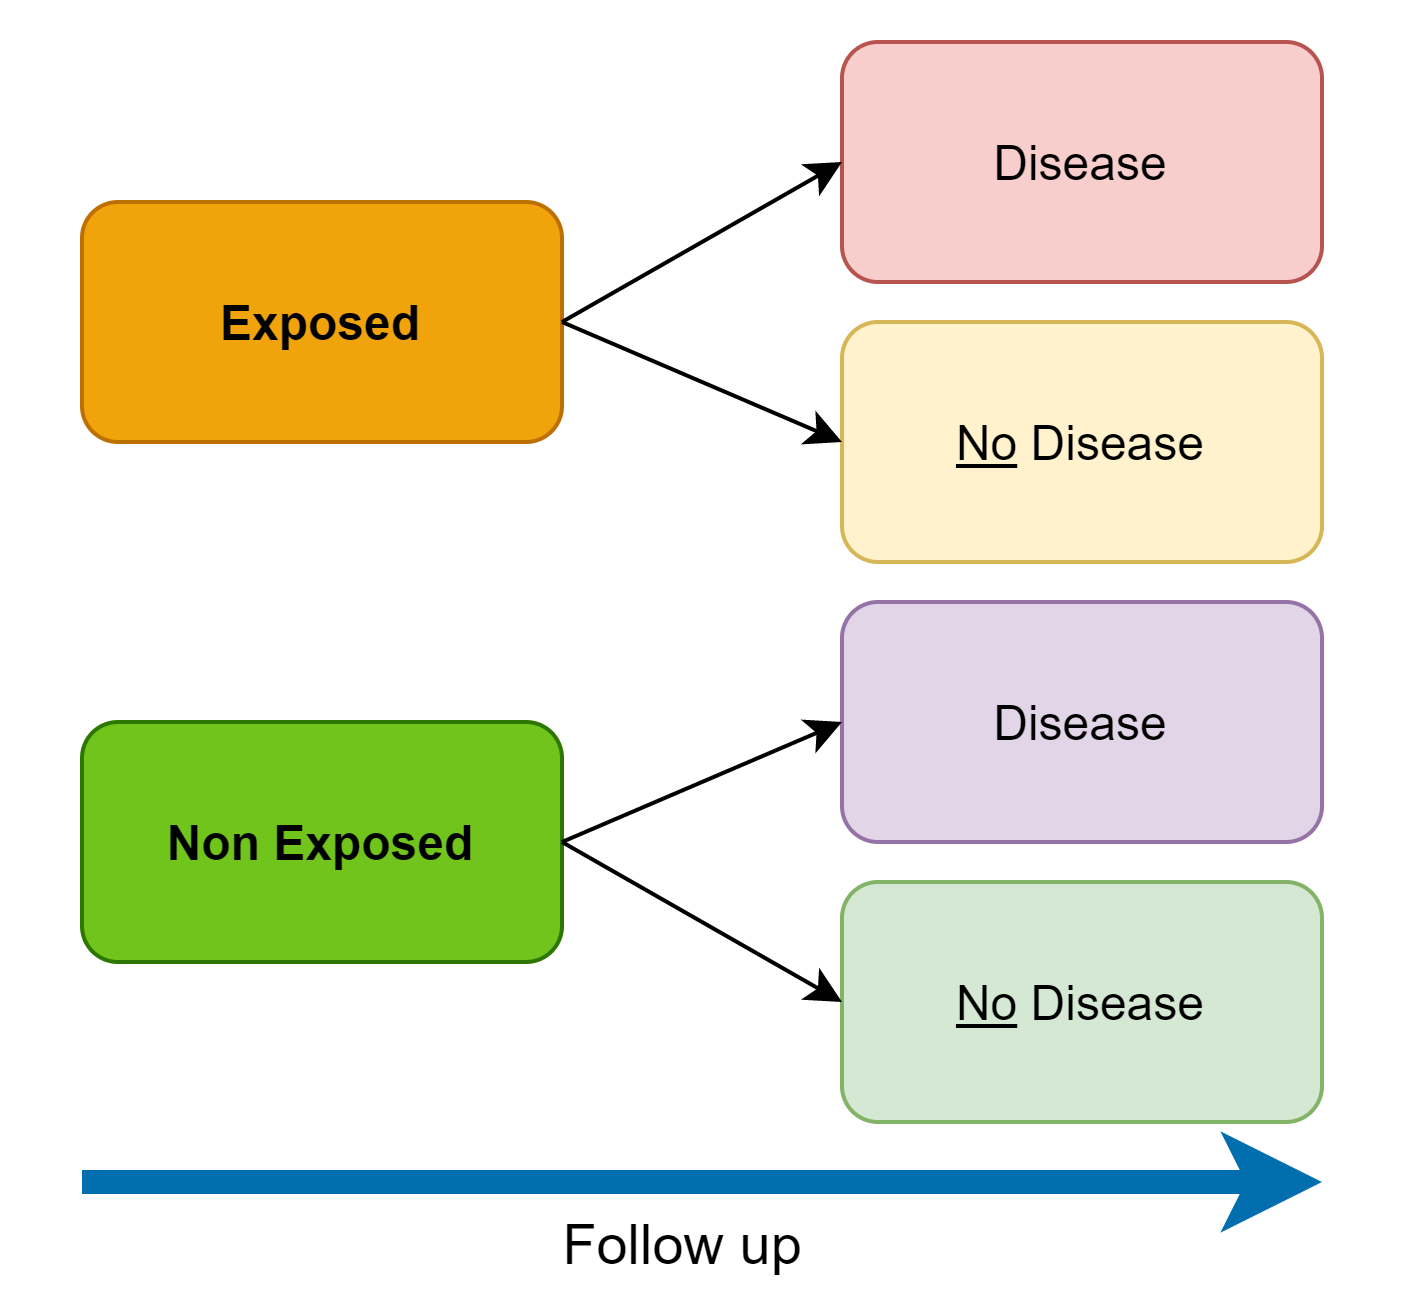 Disease
Exposed
No Disease
Disease
Non Exposed
No Disease
Follow up